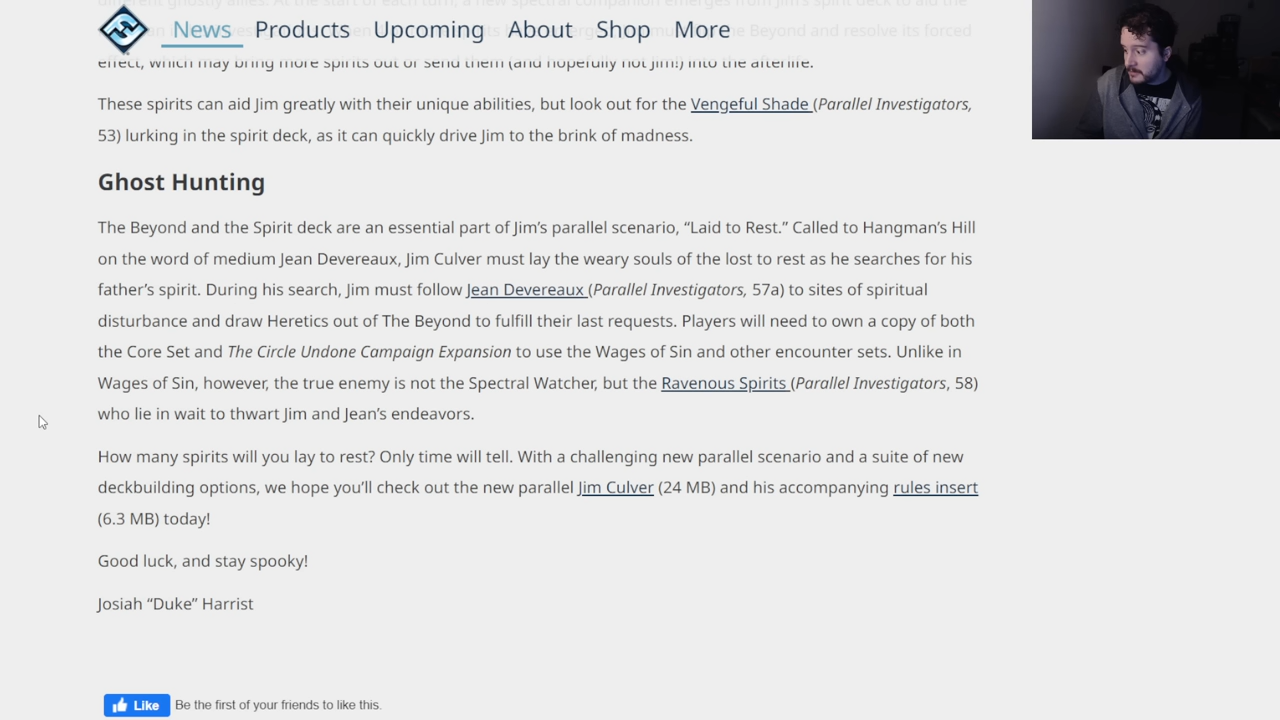 News Products Upcoming About Shop More
effect, which may bring more spirits out or send them (and hopefully not Jim!) into the afterlife.
These spirits can aid Jim greatly with their unique abilities, but look out for the Vengeful Shade (Parallel Investigators,
53) lurking in the spirit deck, as it can quickly drive Jim to the brink of madness.
Ghost Hunting
The Beyond and the Spirit deck are an essential part of Jim’s parallel scenario, “Laid to Rest.” Called to Hangman’s Hill
on the word of medium Jean Devereaux, Jim Culver must lay the weary souls of the lost to rest as he searches for his
father’s spirit. During his search, Jim must follow Jean Devereaux (Parallel Investigators, 57a) to sites of spiritual
disturbance and draw Heretics out of The Beyond to fulfill their last requests. Players will need to own a copy of both
the Core Set and The Circle Undone Campaign Expansion to use the Wages of Sin and other encounter sets. Unlike in
Wages of Sin, however, the true enemy is not the Spectral Watcher, but the Ravenous Spirits (Parallel Investigators, 58)
who lie in wait to thwart Jim and Jean’s endeavors.
How many spirits will you lay to rest? Only time will tell. With a challenging new parallel scenario and a suite of new
deckbuilding options, we hope you’ll check out the new parallel Jim Culver (24 MB) and his accompanying rules insert
(6.3 MB) today!
Good luck, and stay spooky!
Josiah “Duke” Harrist
Like Be the first of your friends to like this.